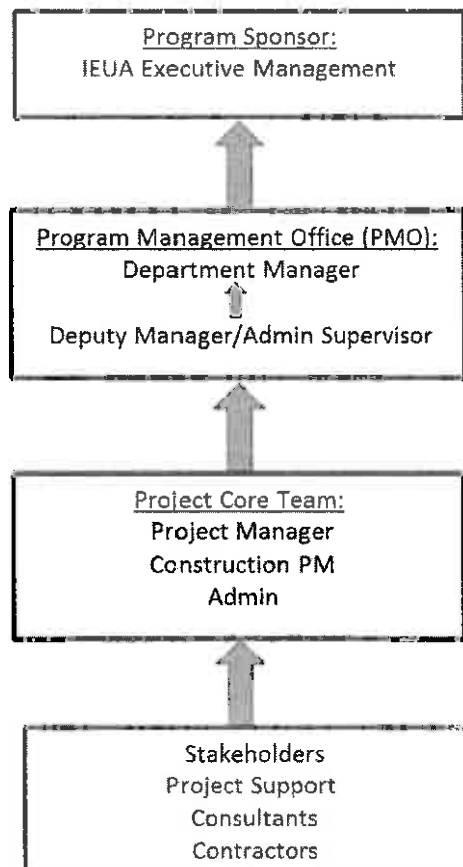 Program Sponsor:
IEUA Executive Management
Program Management Office (PMO):
Department Manager
Deputy Manager/Admin Supervisor
Project Core Team:
Project Manager
Construction PM
Admin
Stakeholders
Project Support
Consultants
Contractors